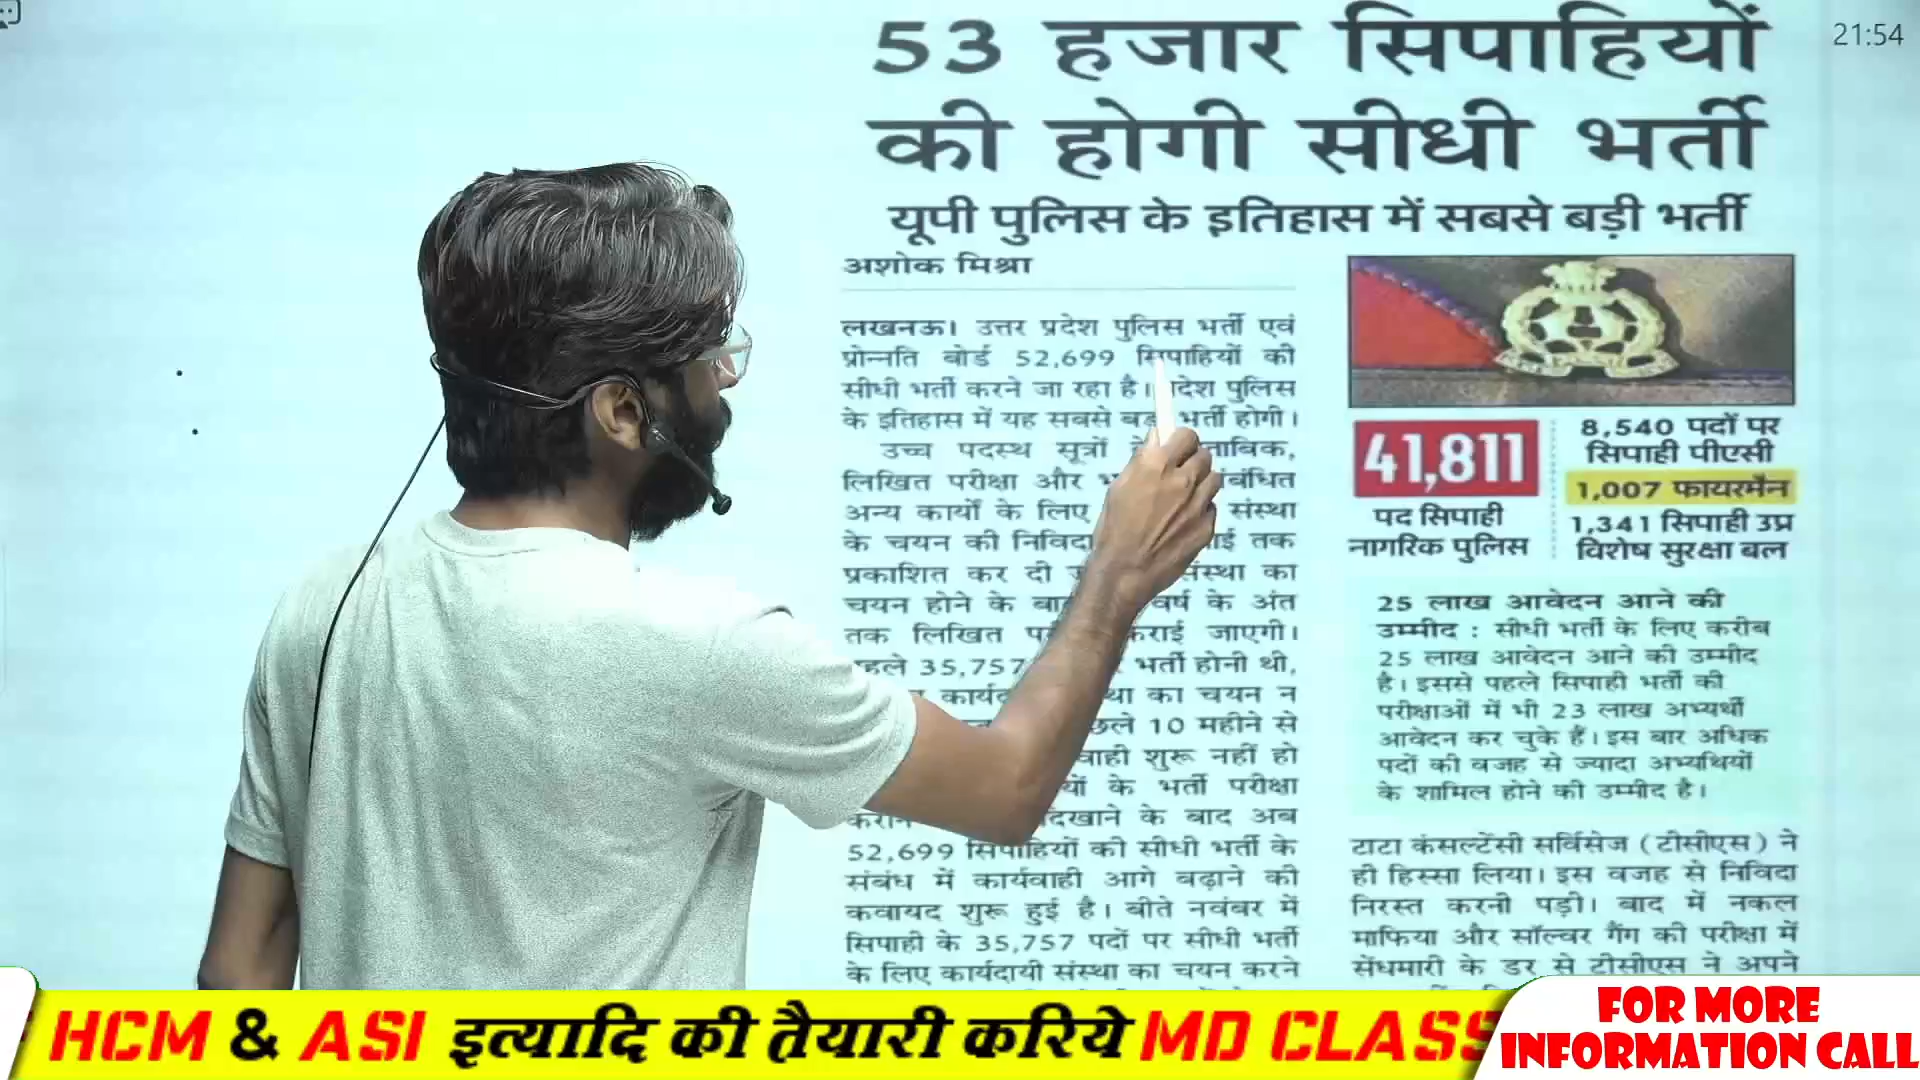 21:54
53 हजार सिपाहियों
की होगी सीधी भर्ती
यूपी पुलिस के इतिहास में सबसे बड़ी भर्ती
अशोक मिश्रा
लखनऊ। उत्तर प्रदेश पुलिस भर्ती एवं
प्रोन्नति बोर्ड 52,699 सिपाहियों की
सीधी भर्ती करने जा रहा है। पुलिस
के इतिहास में यह सबसे भर्ती होगी।
उच्च पदस्थ सूत्रों
लिखित परीक्षा और
अन्य कार्यों के लिए संस्था
के चयन की तक
प्रकाशित कर दी संस्था का
चयन होने के वर्ष के अंत
तक लिखित कराई जाएगी।
35,757 भर्ती होनी थी,
का चयन न
10 महीने से
शुरू नहीं हो
के भर्ती परीक्षा
के बाद अब
52,699 सिपाहियों की सीधी भर्ती के
संबंध में कार्यवाही आगे बढ़ाने की
कवायद शुरू हुई है। बीते नवंबर में
सिपाही के 35,757 पदों पर सीधी भर्ती
के लिए कार्यदायी संस्था का चयन करने
41,811
पद सिपाही
नागरिक पुलिस
8,540 पदों पर
सिपाही पीएसी
1,007 फायरमैन
1,341 सिपाही उप्र
विशेष सुरक्षा बल
25 लाख आवेदन आने की
उम्मीद : सीधी भर्ती के लिए करीब
25 लाख आवेदन आने की उम्मीद
है। इससे पहले सिपाही भर्ती की
परीक्षाओं में भी 23 लाख अभ्यर्थी
आवेदन कर चुके हैं। इस बार अधिक
पदों की वजह से ज्यादा अभ्यर्थियों
के शामिल होने की उम्मीद है।
टाटा कंसल्टेंसी सर्विसेज (टीसीएस) ने
ही हिस्सा लिया। इस वजह से निविदा
निरस्त करनी पड़ी। बाद में नकल
माफिया और सॉल्वर गैंग की परीक्षा में
सेंधमारी के डर से टीसीएस ने अपने
HCM & ASI इत्यादि की तैयारी करिये MD CLASS
FOR MORE
INFORMATION CALL